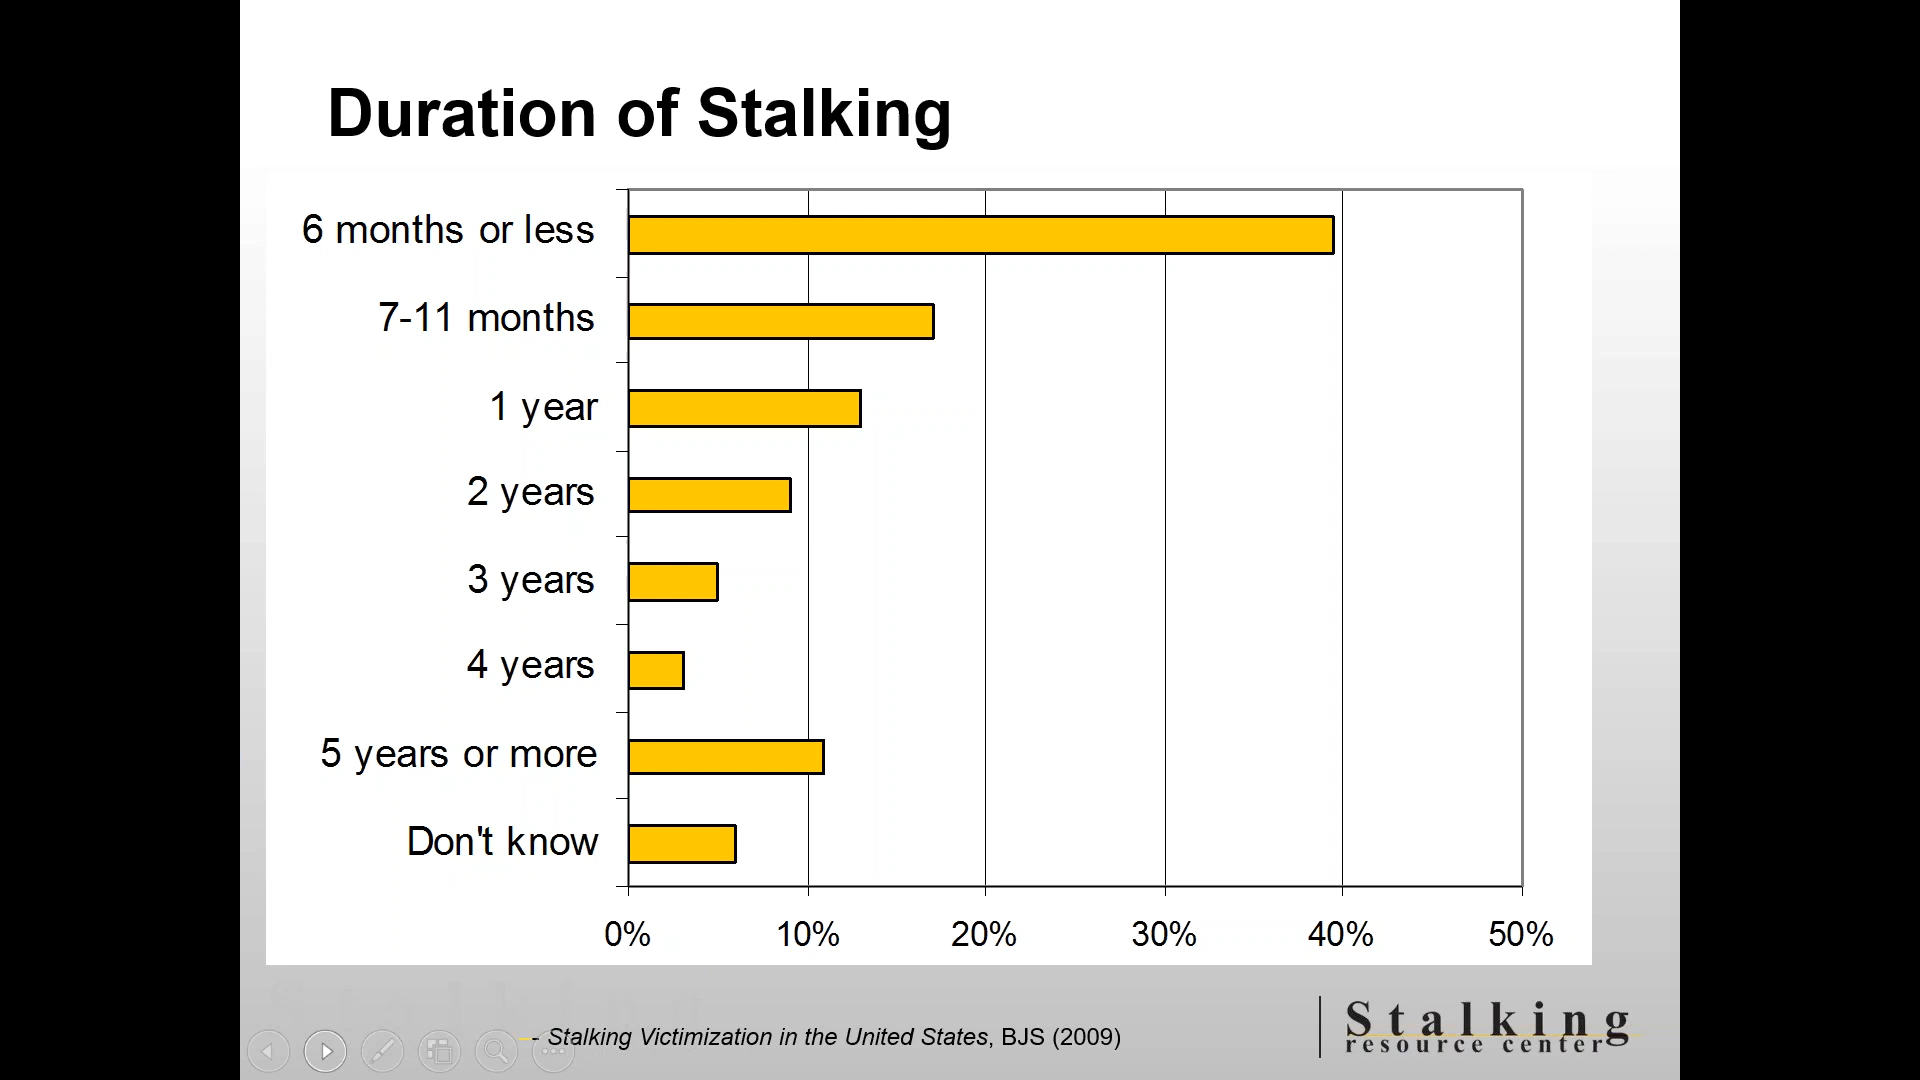 Duration of Stalking
6 months or less
7-11 months
1 year
2 years
3 years
4 years
5 years or more
Don't know
0% 10% 20% 30% 40% 50%
- Stalking Victimization in the United States, BJS (2009)
Stalking
resource center